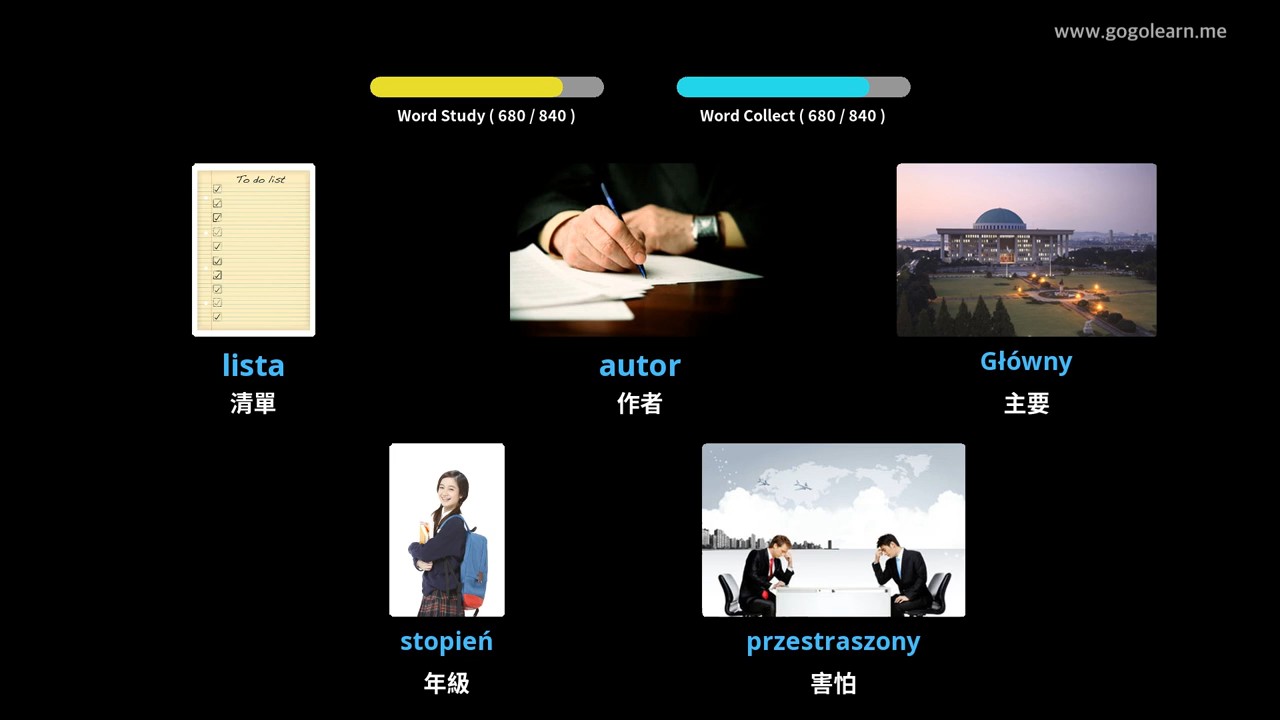 www.gogolearn.me
Word Study ( 680 / 840 )
Word Collect ( 680 / 840 )
To do list
lista
清單
autor
作者
Główny
主要
stopień
年級
przestraszony
害怕